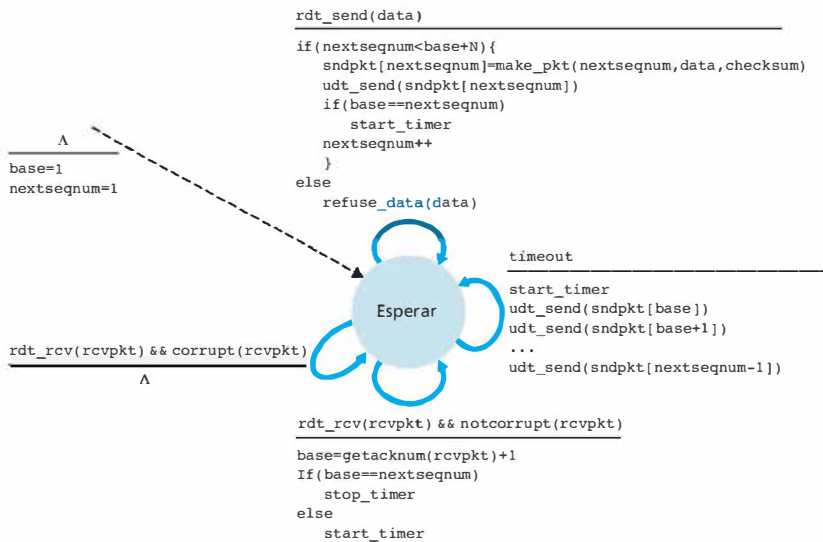 rdt_send(data)
if(nextseqnum<base+N){
sndpkt[nextseqnum]=make_pkt(nextseqnum,data,checksum)
udt_send(sndpkt[nextseqnum])
if(base==nextseqnum)
start_timer
nextseqnum++
}
else
refuse_data(data)
Λ
base=1
nextseqnum=1
timeout
start_timer
udt_send(sndpkt[base])
udt_send(sndpkt[base+1])
...
udt_send(sndpkt[nextseqnum-1])
Esperar
rdt_rcv(rcvpkt) && corrupt(rcvpkt)
Λ
rdt_rcv(rcvpkt) && notcorrupt(rcvpkt)
base=getacknum(rcvpkt)+1
If(base==nextseqnum)
stop_timer
else
start_timer